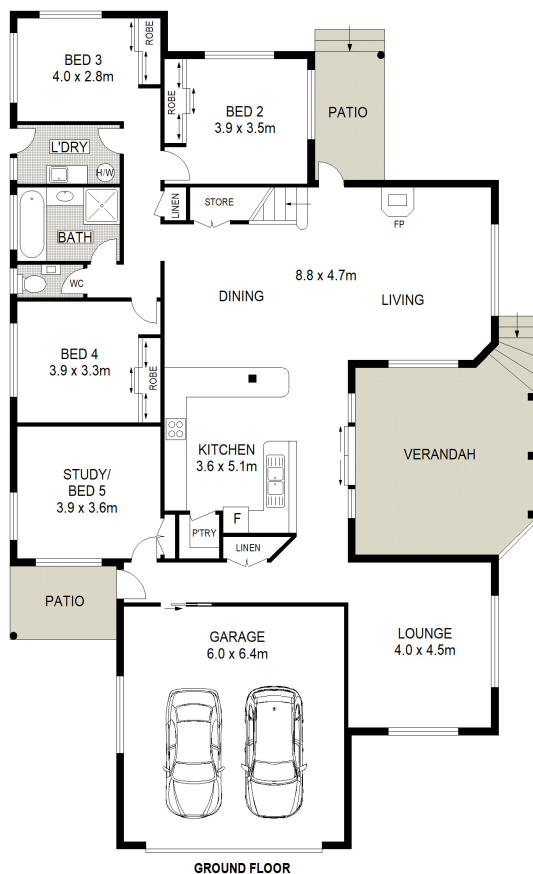 BED 3
4.0 x 2.8m
ROBE
ROBE
BED 2
3.9 x 3.5m
PATIO
L'DRY
H/W
LINEN
STORE
FP
BATH
WC
8.8 x 4.7m
DINING
LIVING
BED 4
3.9 x 3.3m
ROBE
KITCHEN
3.6 x 5.1m
VERANDAH
STUDY/
BED 5
3.9 x 3.6m
F
P'TRY
LINEN
PATIO
GARAGE
6.0 x 6.4m
LOUNGE
4.0 x 4.5m
GROUND FLOOR